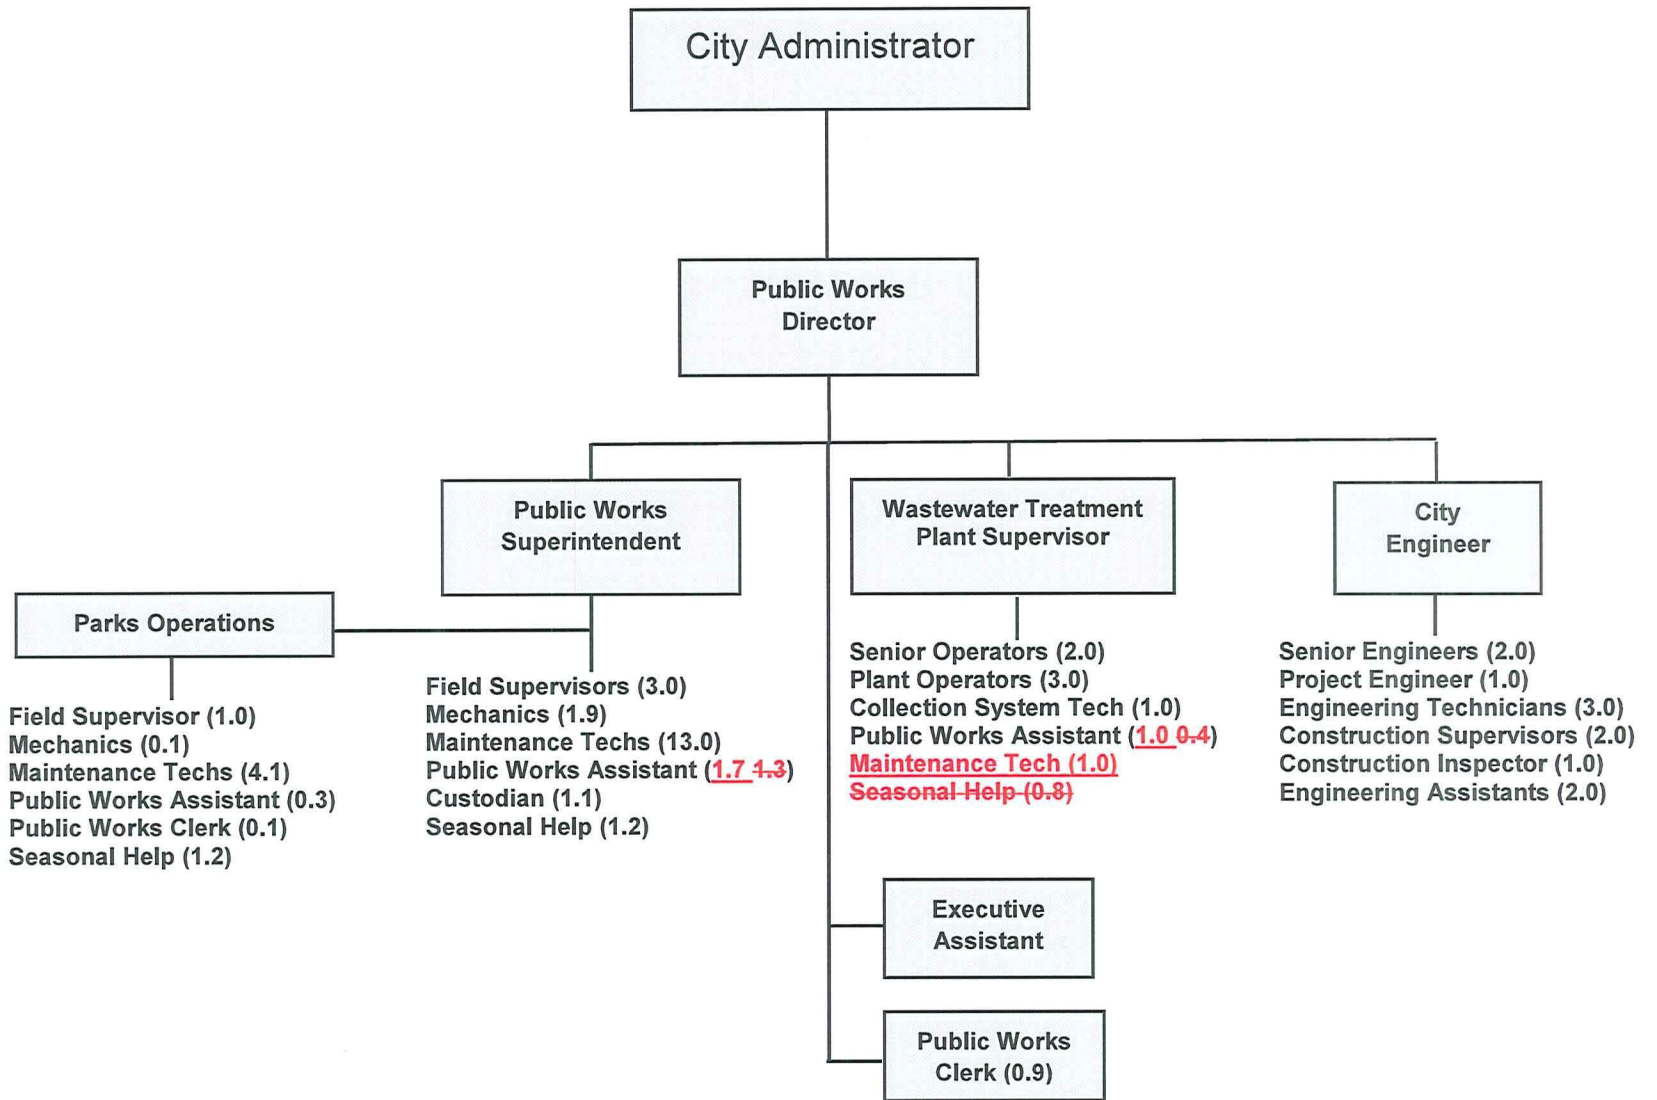 City Administrator
Public Works
Director
Public Works
Superintendent
Wastewater Treatment
Plant Supervisor
City
Engineer
Parks Operations
Field Supervisor (1.0)
Mechanics (0.1)
Maintenance Techs (4.1)
Public Works Assistant (0.3)
Public Works Clerk (0.1)
Seasonal Help (1.2)
Field Supervisors (3.0)
Mechanics (1.9)
Maintenance Techs (13.0)
Public Works Assistant (1.7 1.3)
Custodian (1.1)
Seasonal Help (1.2)
Senior Operators (2.0)
Plant Operators (3.0)
Collection System Tech (1.0)
Public Works Assistant (1.0 0.4)
Maintenance Tech (1.0)
Seasonal Help (0.8)
Senior Engineers (2.0)
Project Engineer (1.0)
Engineering Technicians (3.0)
Construction Supervisors (2.0)
Construction Inspector (1.0)
Engineering Assistants (2.0)
Executive
Assistant
Public Works
Clerk (0.9)